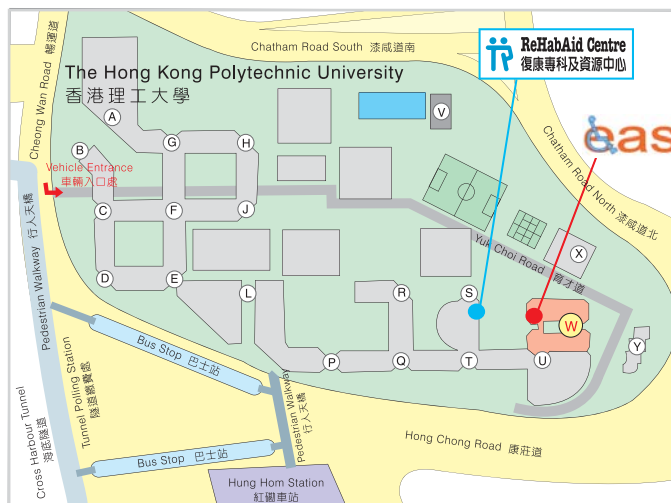 Chatham Road South 漆咸道南
ReHabAid Centre
復康專科及資源中心
The Hong Kong Polytechnic University
香港理工大學
eas
Cheong Wan Road 暢運道
Chatham Road North 漆咸道北
A
V
G
H
B
Vehicle Entrance
車輛入口處
C
F
J
Yuk Choi Road 育才道
X
D
E
L
R
S
W
Y
P
Q
T
U
Pedestrian Walkway 行人天橋
Bus Stop 巴士站
Tunnel Polling Station
隧道繳費處
Pedestrian Walkway
行人天橋
Cross Harbour Tunnel
海底隧道
Bus Stop 巴士站
Hong Chong Road 康莊道
Hung Hom Station
紅磡車站